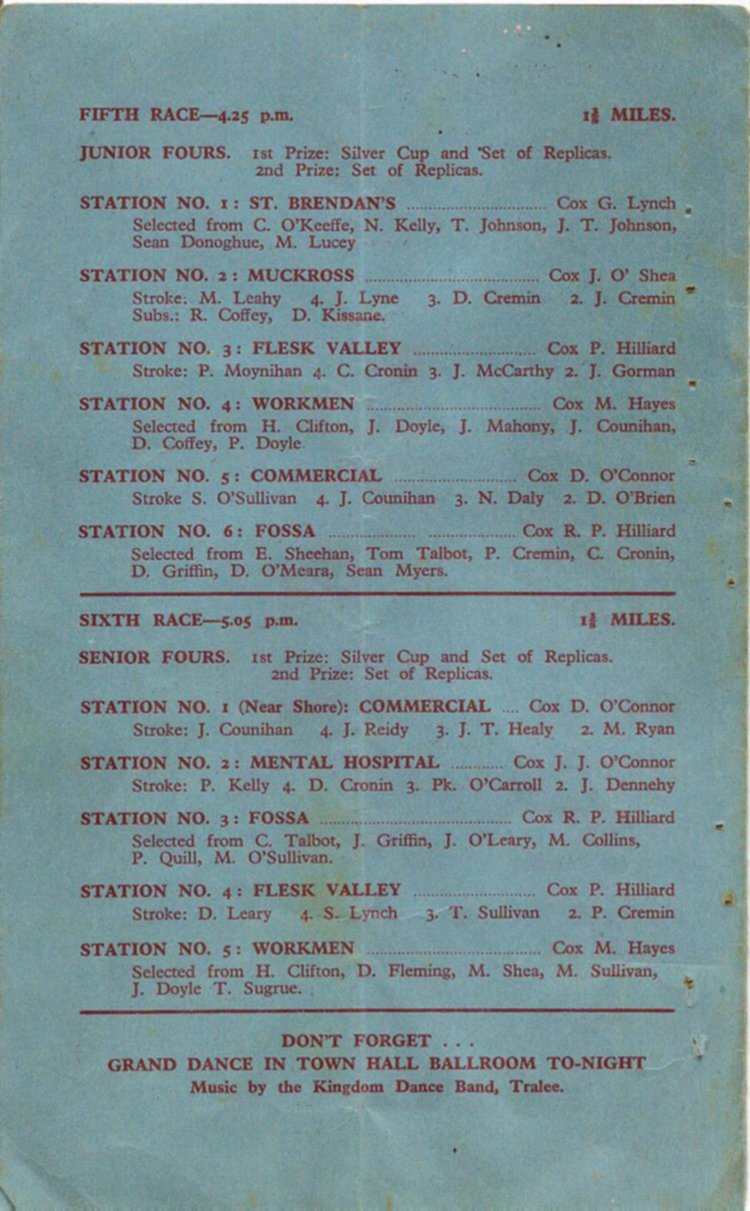 FIFTH RACE—4.25 p.m. MILES.
JUNIOR FOURS. 1st Prize: Silver Cup and Set of Replicas.
2nd Prize: Set of Replicas.
STATION NO. 1: ST. BRENDAN'S ............................ Cox G. Lynch
Selected from C. O'Keeffe, N. Kelly, T. Johnson, J. T. Johnson,
Sean Donoghue, M. Lucey
STATION NO. 2: MUCKROSS ................................... Cox J. O' Shea
Stroke: M. Leahy 4. J. Lyne 3. D. Cremin 2. J. Cremin
Subs.: R. Coffey, D. Kissane.
STATION NO. 3: FLESK VALLEY ......................... Cox P. Hilliard
Stroke: P. Moynihan 4. C. Cronin 3. J. McCarthy 2. J. Gorman
STATION NO. 4: WORKMEN ................................... Cox M. Hayes
Selected from H. Clifton, J. Doyle, J. Mahony, J. Counihan,
D. Coffey, P. Doyle
STATION NO. 5: COMMERCIAL ......................... Cox D. O'Connor
Stroke S. O'Sullivan 4. J. Counihan 3. N. Daly 2. D. O'Brien
STATION NO. 6: FOSSA .................. .................. Cox R. P. Hilliard
Selected from E. Sheehan, Tom Talbot, P. Cremin, C. Cronin,
D. Griffin, D. O'Meara, Sean Myers.
SIXTH RACE—5.05 p.m. MILES.
SENIOR FOURS. 1st Prize: Silver Cup and Set of Replicas.
2nd Prize: Set of Replicas.
STATION NO. 1 (Near Shore): COMMERCIAL .... Cox D. O'Connor
Stroke: J. Counihan 4. J. Reidy 3. J. T. Healy 2. M. Ryan
STATION NO. 2: MENTAL HOSPITAL ........... Cox J. J. O'Connor
Stroke: P. Kelly 4. D. Cronin 3. Pk. O'Carroll 2. J. Dennehy
STATION NO. 3: FOSSA ....................................... Cox R. P. Hilliard
Selected from C. Talbot, J. Griffin, J. O'Leary, M. Collins,
P. Quill, M. O'Sullivan.
STATION NO. 4: FLESK VALLEY ......................... Cox P. Hilliard
Stroke: D. Leary 4. S. Lynch 3. T. Sullivan 2. P. Cremin
STATION NO. 5: WORKMEN ................................... Cox M. Hayes
Selected from H. Clifton, D. Fleming, M. Shea, M. Sullivan,
J. Doyle T. Sugrue.
DON'T FORGET . . .
GRAND DANCE IN TOWN HALL BALLROOM TO-NIGHT
Music by the Kingdom Dance Band, Tralee.